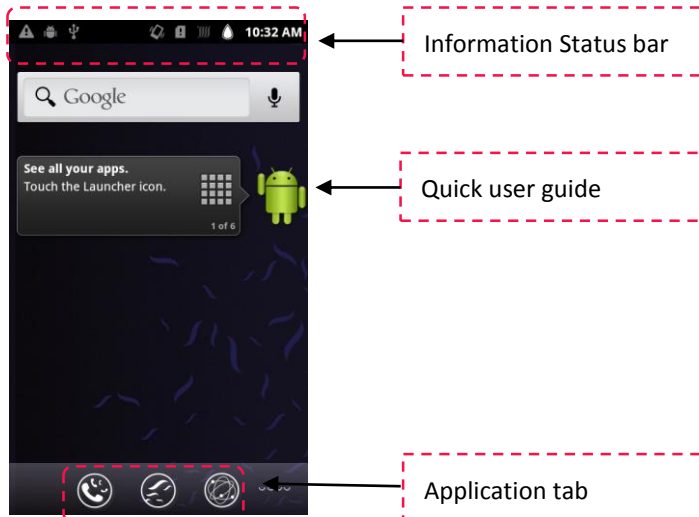 10:32 AM
Information Status bar
Google
See all your apps.
Touch the Launcher icon.
1 of 6
Quick user guide
Application tab